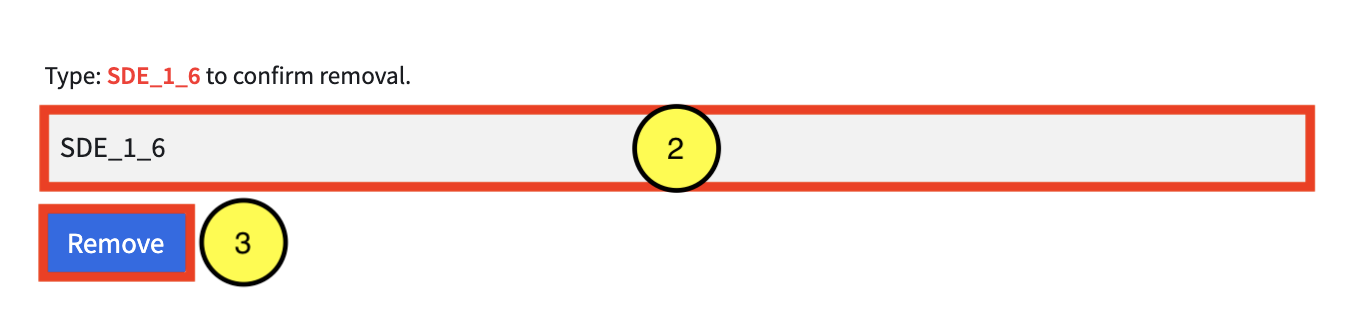 Type: SDE_1_6 to confirm removal.
SDE_1_6
2
Remove
3